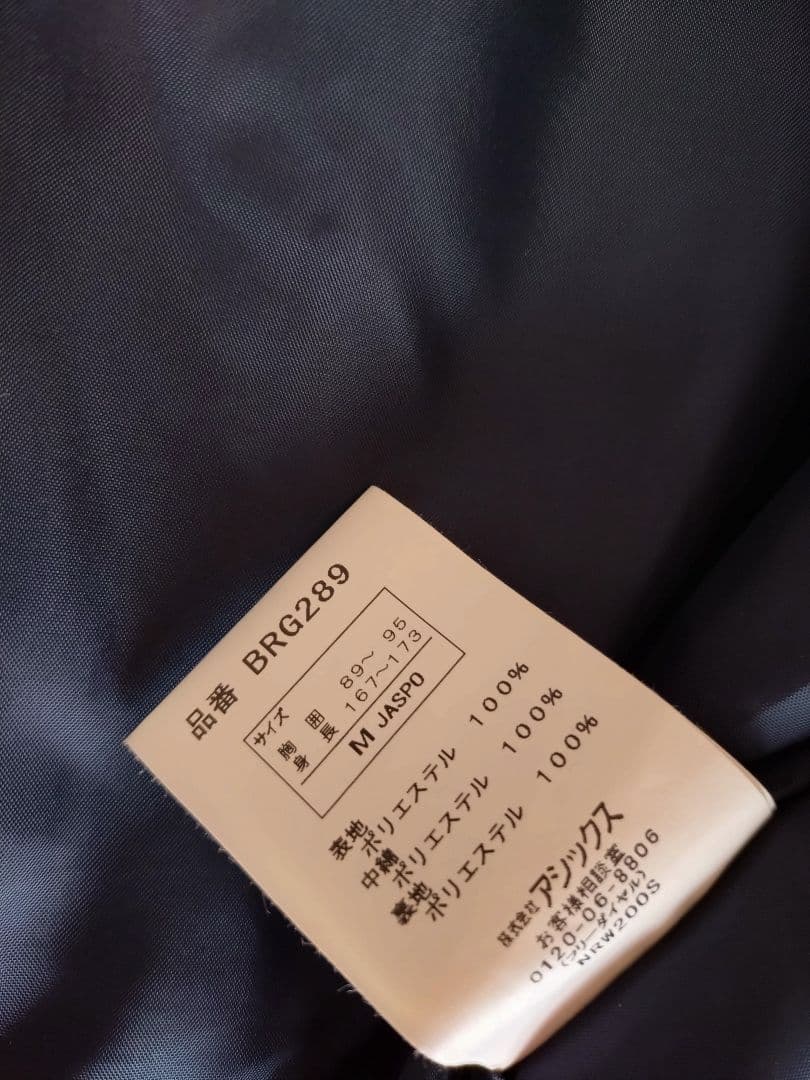 品番 BRG289
サイズ
胸囲 89～ 95
身長 167～173
M JASPO
表地
ポリエステル 100%
中綿
ポリエステル 100%
裏地
ポリエステル 100%
株式会社アシックス
お客様相談室
0120-06-8806
(フリーダイヤル)
NRW200S